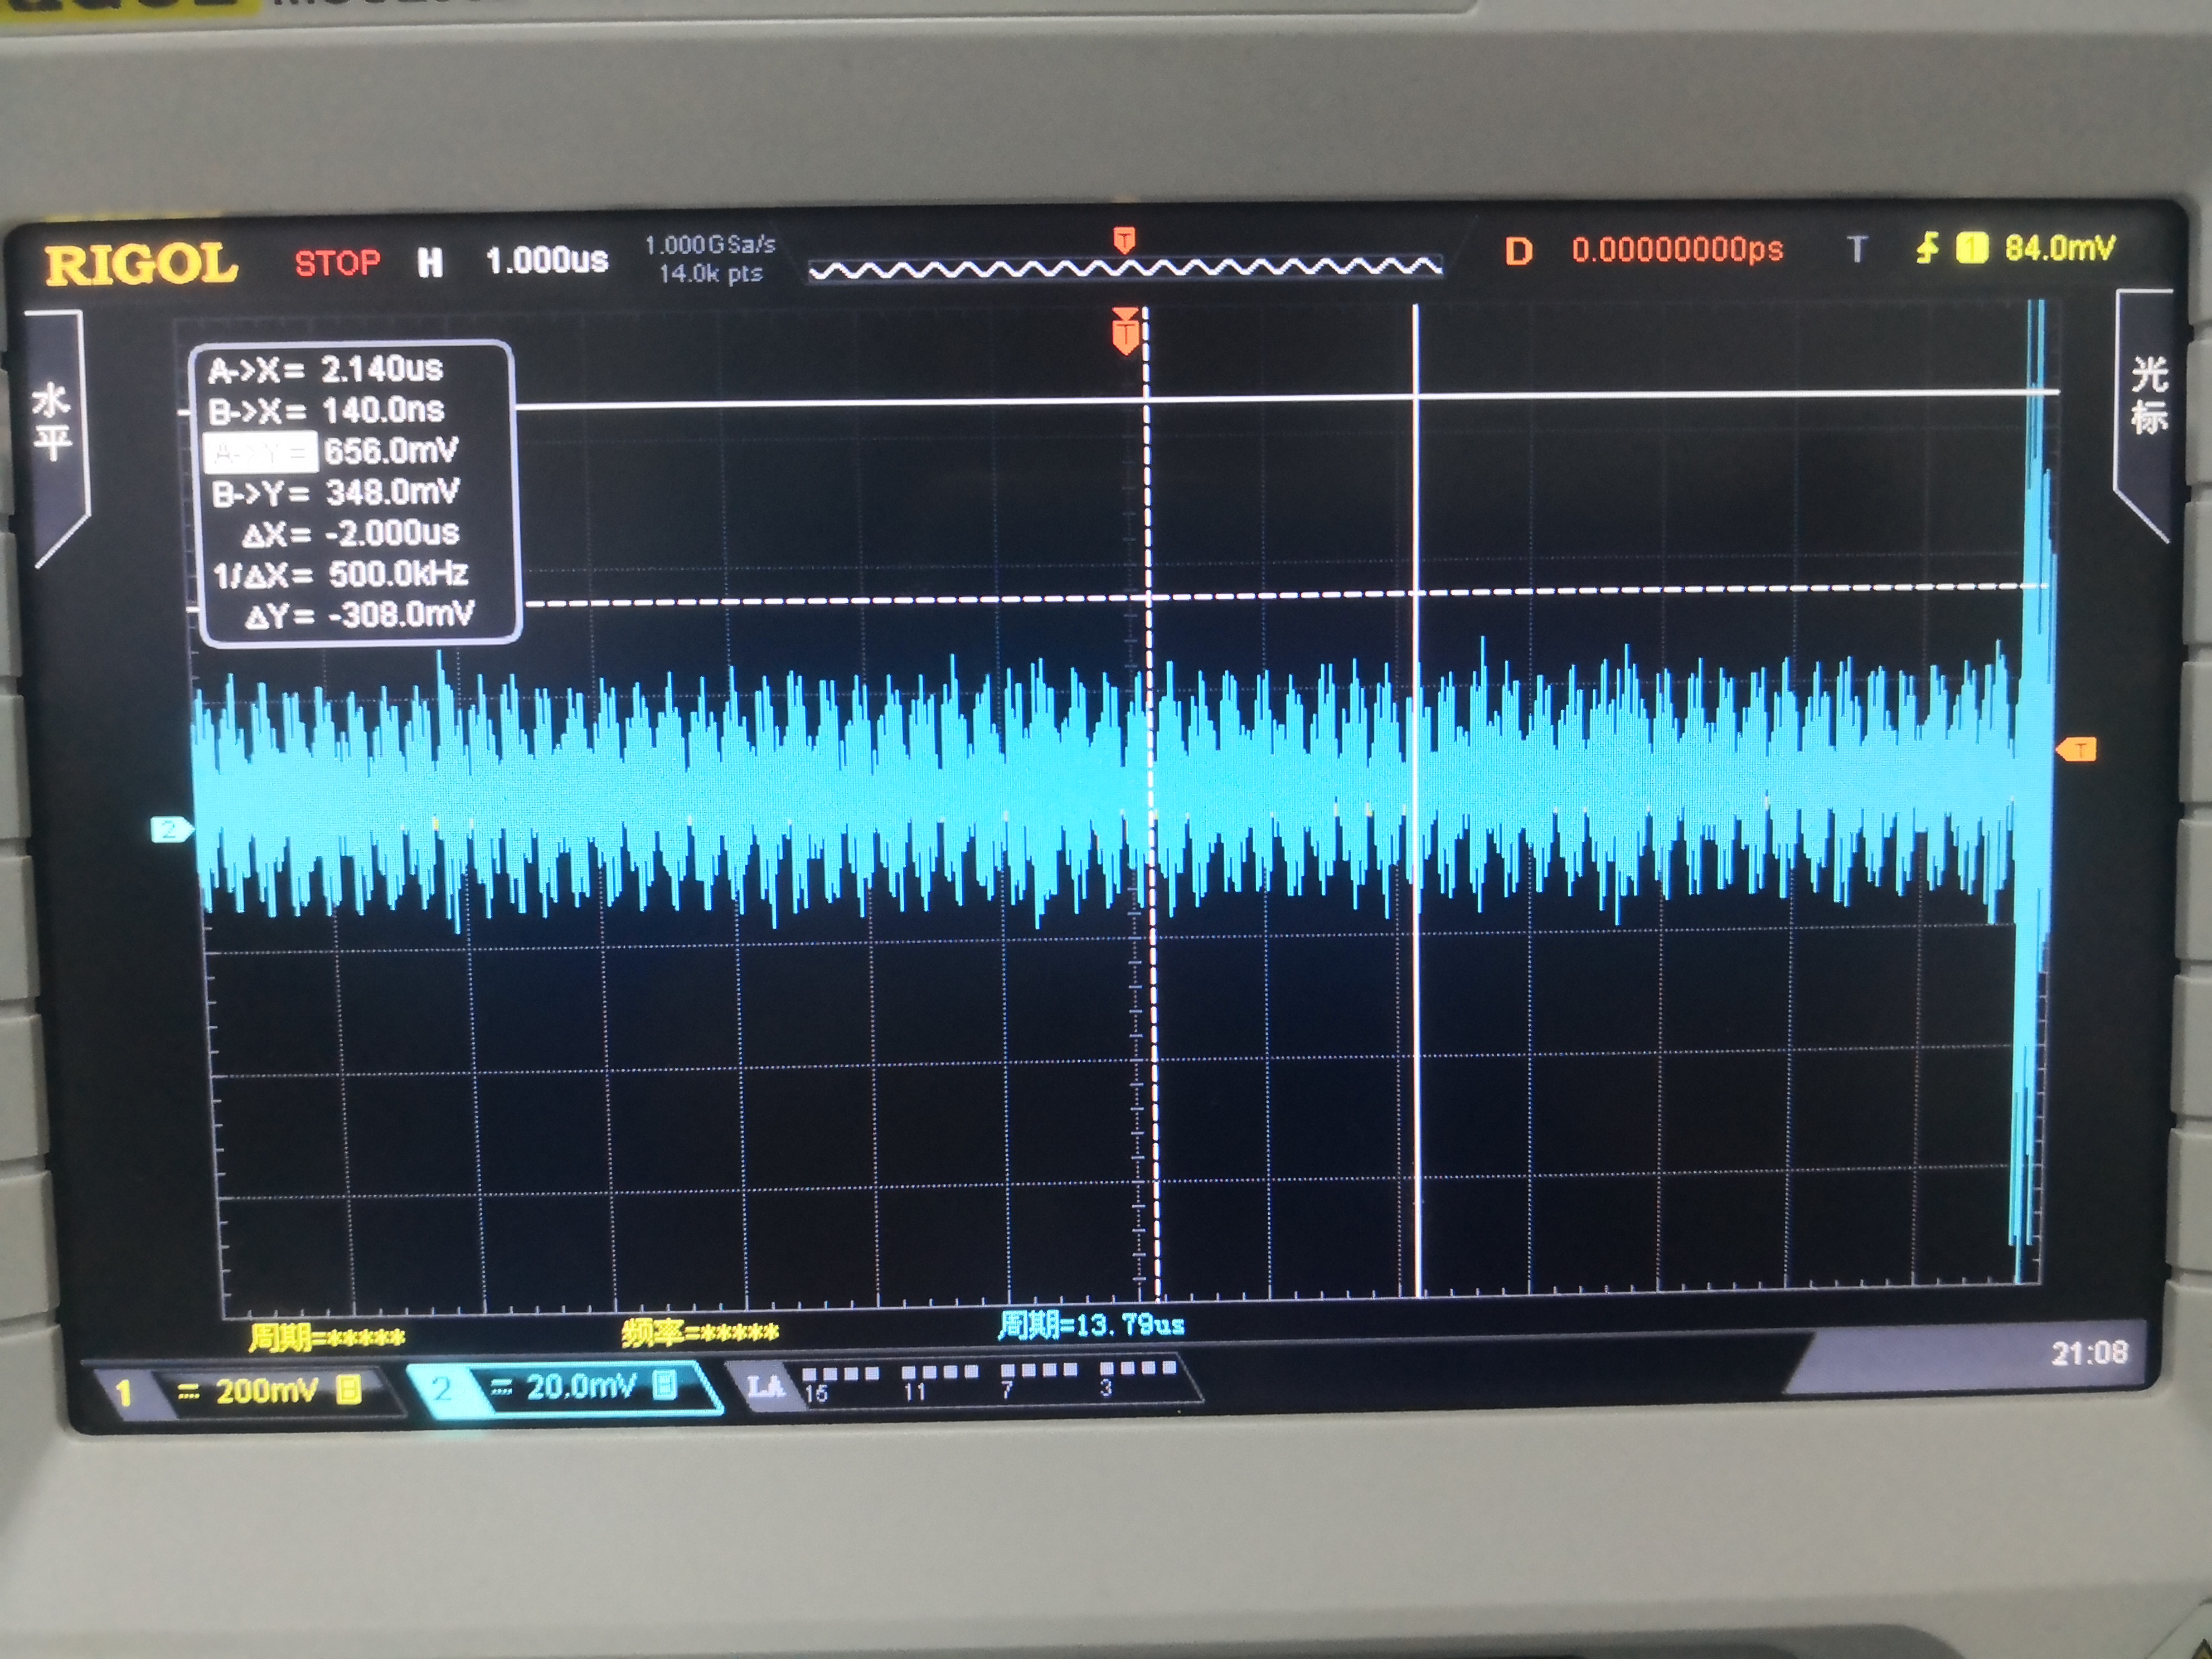 RIGOL STOP H 1.000us 1.000GSa/s 14.0k pts T D 0.00000000ps T 1 84.0mV
水平
光标
T
A->X= 2.140us
B->X= 140.0ns
A->Y= 656.0mV
B->Y= 348.0mV
ΔX= -2.000us
1/ΔX= 500.0kHz
ΔY= -308.0mV
T
2
周期=***** 频率=***** 周期=13.79us
1 200mV B 2 20.0mV B LA 15 11 7 3 21:08